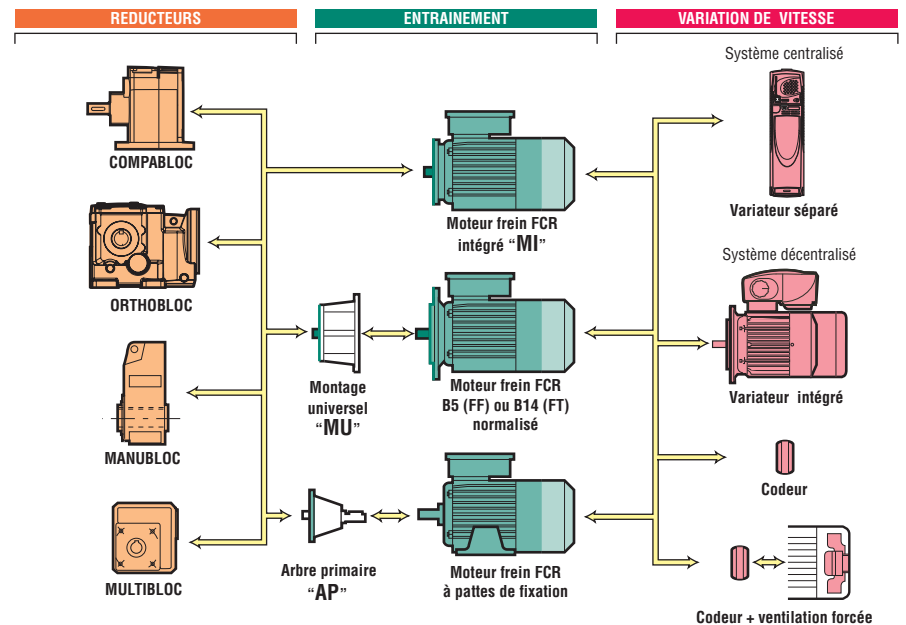 REDUCTEURS
ENTRAINEMENT
VARIATION DE VITESSE
COMPABLOC
ORTHOBLOC
MANUBLOC
MULTIBLOC
Moteur frein FCR
intégré “MI”
Montage
universel
“MU”
Moteur frein FCR
B5 (FF) ou B14 (FT)
normalisé
Arbre primaire
“AP”
Moteur frein FCR
à pattes de fixation
Système centralisé
Variateur séparé
Système décentralisé
Variateur intégré
Codeur
Codeur + ventilation forcée